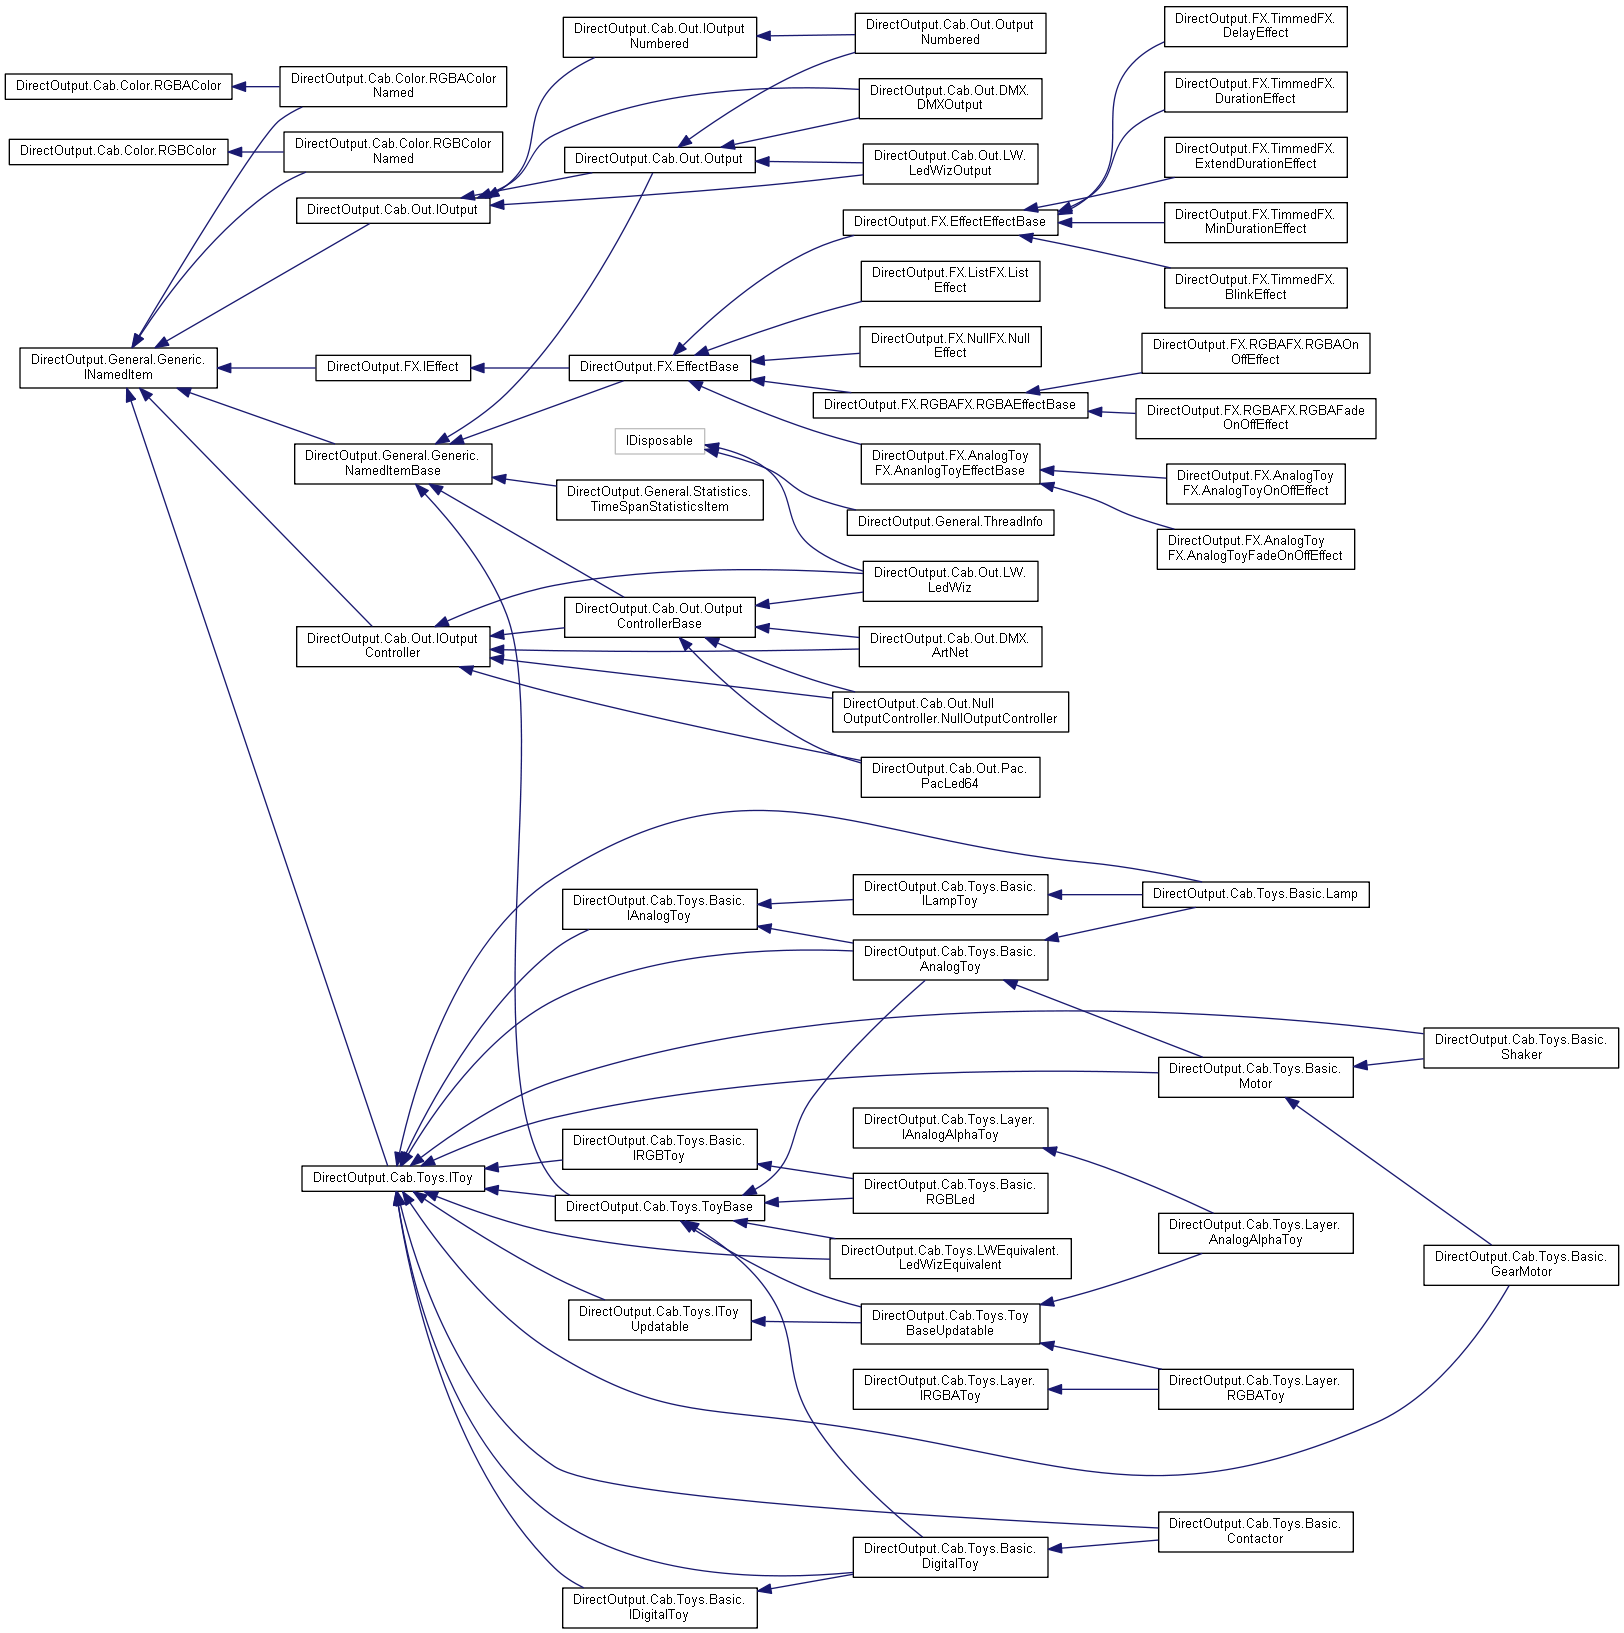 DirectOutput.Cab.Color.RGBAColor
DirectOutput.Cab.Color.RGBColor
DirectOutput.General.Generic.
INamedItem
DirectOutput.Cab.Color.RGBAColor
Named
DirectOutput.Cab.Color.RGBColor
Named
DirectOutput.Cab.Out.IOutput
DirectOutput.FX.IEffect
DirectOutput.General.Generic.
NamedItemBase
DirectOutput.Cab.Out.IOutput
Controller
DirectOutput.Cab.Toys.IToy
DirectOutput.Cab.Out.IOutput
Numbered
DirectOutput.Cab.Out.Output
DirectOutput.FX.EffectBase
IDisposable
DirectOutput.General.Statistics.
TimeSpanStatisticsItem
DirectOutput.Cab.Out.Output
ControllerBase
DirectOutput.Cab.Toys.Basic.
IAnalogToy
DirectOutput.Cab.Toys.Basic.
IRGBToy
DirectOutput.Cab.Toys.ToyBase
DirectOutput.Cab.Toys.IToy
Updatable
DirectOutput.Cab.Toys.Basic.
IDigitalToy
DirectOutput.Cab.Out.Output
Numbered
DirectOutput.Cab.Out.DMX.
DMXOutput
DirectOutput.Cab.Out.LW.
LedWizOutput
DirectOutput.FX.EffectEffectBase
DirectOutput.FX.ListFX.List
Effect
DirectOutput.FX.NullFX.Null
Effect
DirectOutput.FX.RGBAFX.RGBAEffectBase
DirectOutput.FX.AnalogToy
FX.AnanlogToyEffectBase
DirectOutput.General.ThreadInfo
DirectOutput.Cab.Out.LW.
LedWiz
DirectOutput.Cab.Out.DMX.
ArtNet
DirectOutput.Cab.Out.Null
OutputController.NullOutputController
DirectOutput.Cab.Out.Pac.
PacLed64
DirectOutput.Cab.Toys.Basic.
ILampToy
DirectOutput.Cab.Toys.Basic.
AnalogToy
DirectOutput.Cab.Toys.Layer.
IAnalogAlphaToy
DirectOutput.Cab.Toys.Basic.
RGBLed
DirectOutput.Cab.Toys.LWEquivalent.
LedWizEquivalent
DirectOutput.Cab.Toys.Toy
BaseUpdatable
DirectOutput.Cab.Toys.Layer.
IRGBAToy
DirectOutput.Cab.Toys.Basic.
DigitalToy
DirectOutput.FX.TimmedFX.
DelayEffect
DirectOutput.FX.TimmedFX.
DurationEffect
DirectOutput.FX.TimmedFX.
ExtendDurationEffect
DirectOutput.FX.TimmedFX.
MinDurationEffect
DirectOutput.FX.TimmedFX.
BlinkEffect
DirectOutput.FX.RGBAFX.RGBAOn
OffEffect
DirectOutput.FX.RGBAFX.RGBAFade
OnOffEffect
DirectOutput.FX.AnalogToy
FX.AnalogToyOnOffEffect
DirectOutput.FX.AnalogToy
FX.AnalogToyFadeOnOffEffect
DirectOutput.Cab.Toys.Basic.Lamp
DirectOutput.Cab.Toys.Basic.
Motor
DirectOutput.Cab.Toys.Layer.
AnalogAlphaToy
DirectOutput.Cab.Toys.Layer.
RGBAToy
DirectOutput.Cab.Toys.Basic.
Contactor
DirectOutput.Cab.Toys.Basic.
Shaker
DirectOutput.Cab.Toys.Basic.
GearMotor